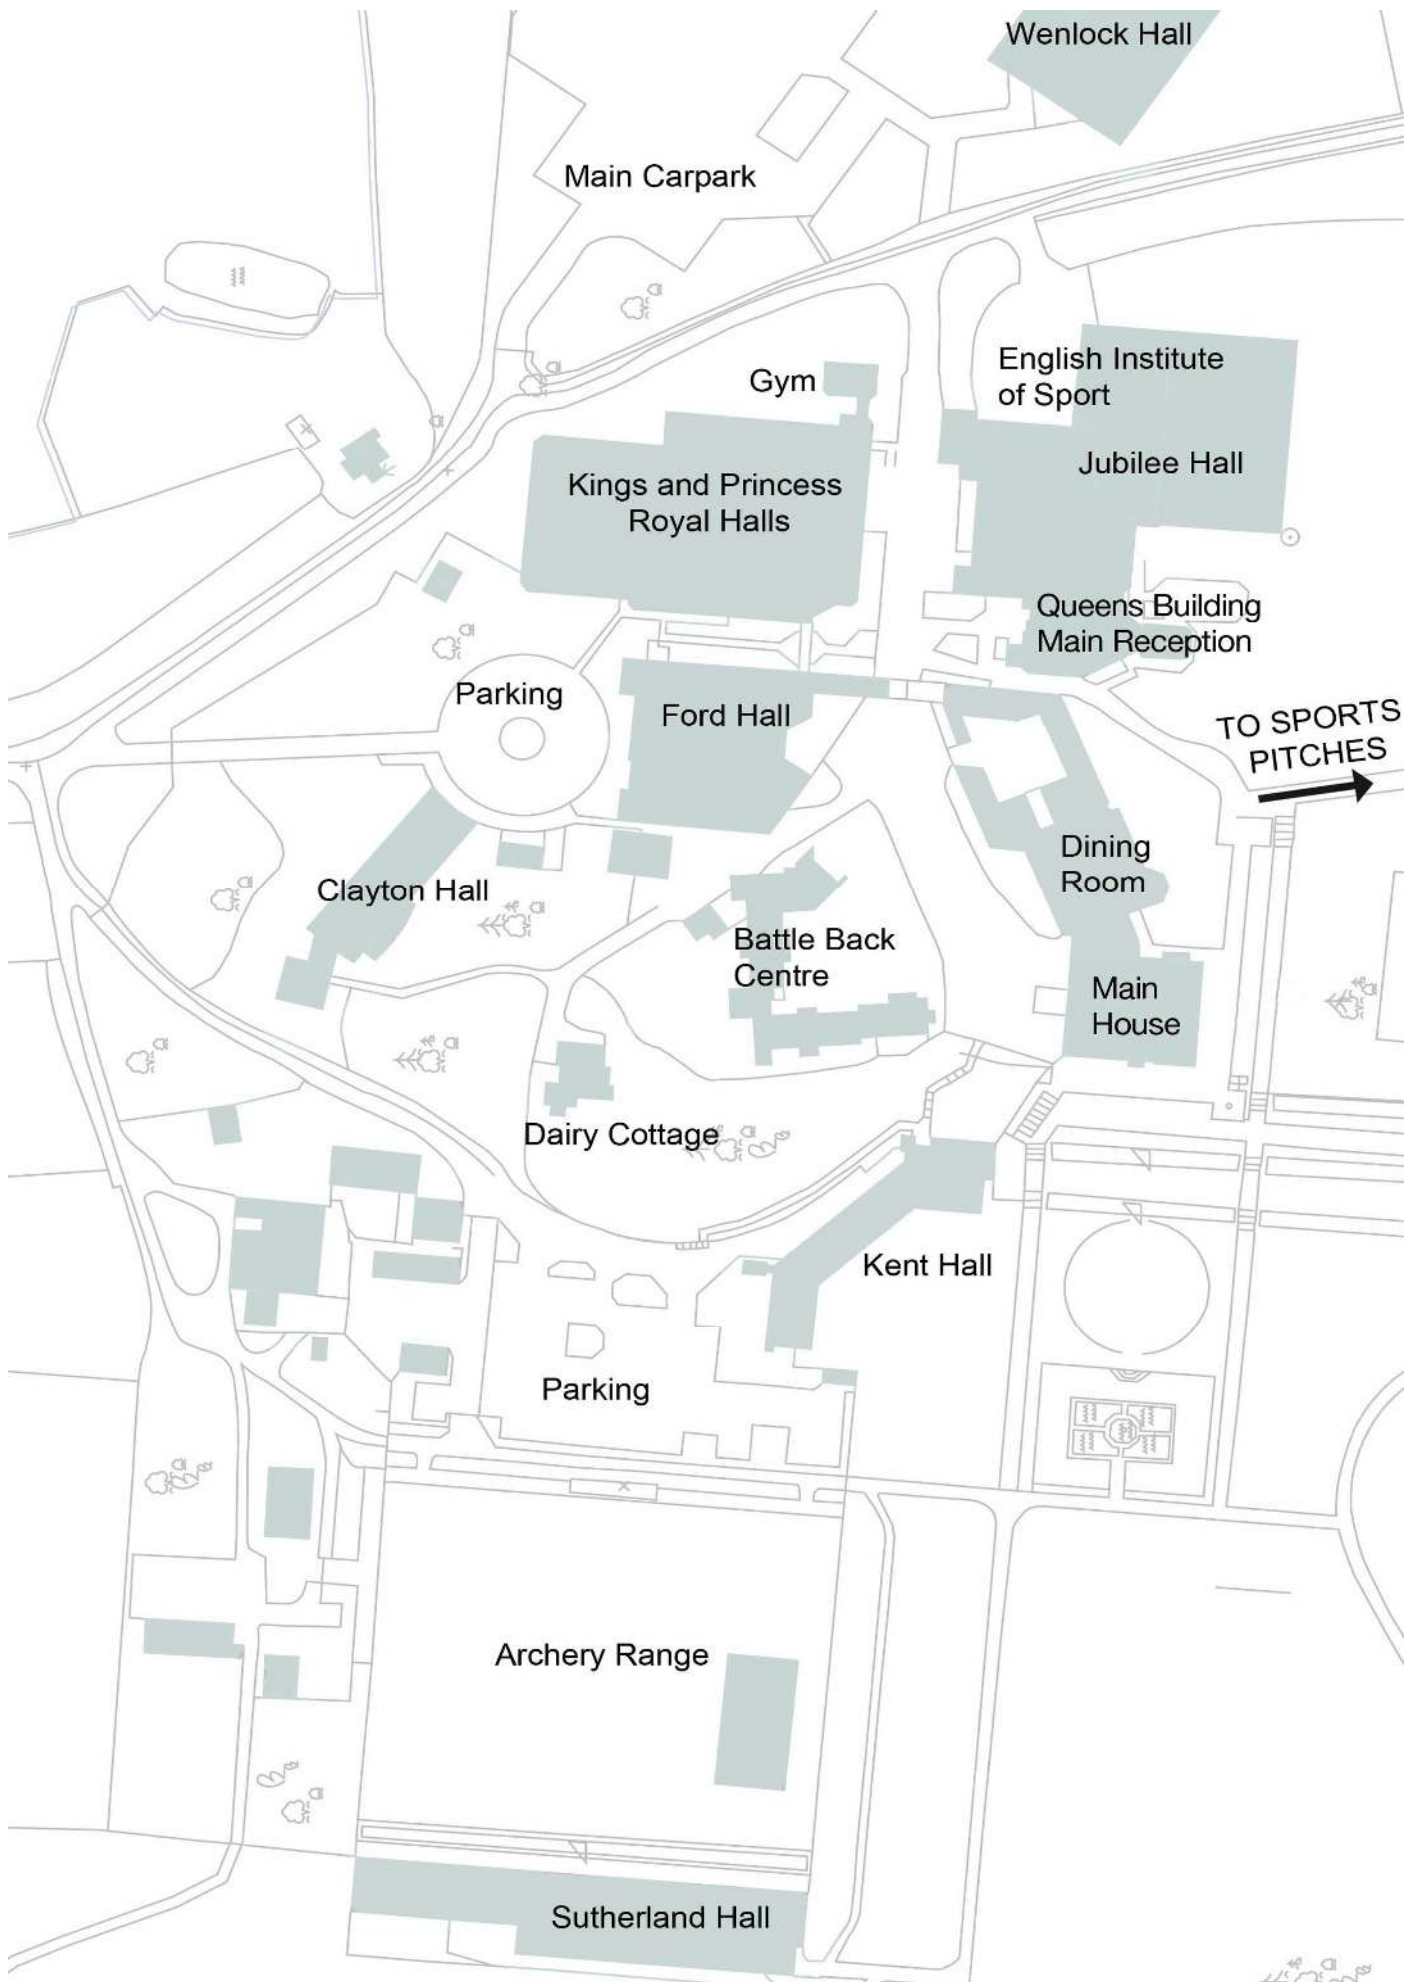 Wenlock Hall
Main Carpark
English Institute
of Sport
Gym
Jubilee Hall
Kings and Princess
Royal Halls
Queens Building
Main Reception
Parking
Ford Hall
TO SPORTS
PITCHES
Dining
Room
Clayton Hall
Battle Back
Centre
Main
House
Dairy Cottage
Kent Hall
Parking
Archery Range
Sutherland Hall